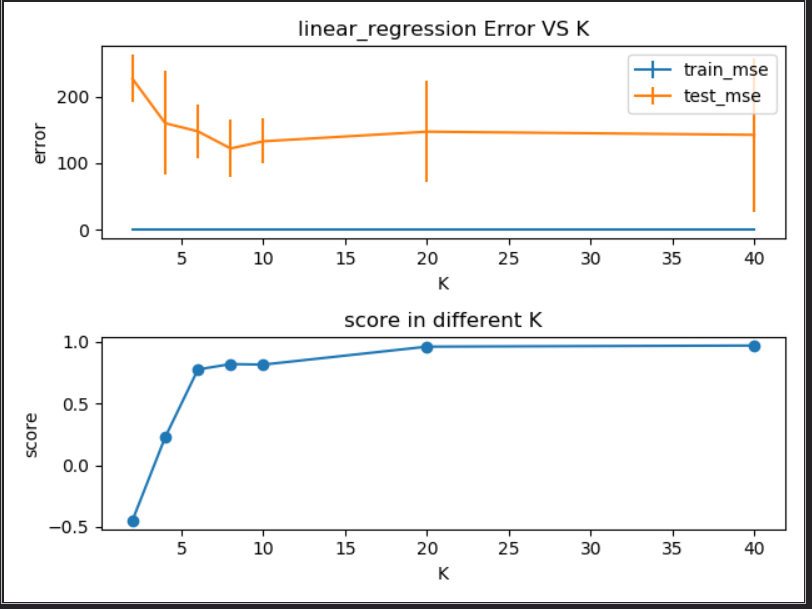 linear_regression Error VS K
train_mse
test_mse
error
200
100
0
5 10 15 20 25 30 35 40
K
score in different K
score
1.0
0.5
0.0
−0.5
5 10 15 20 25 30 35 40
K